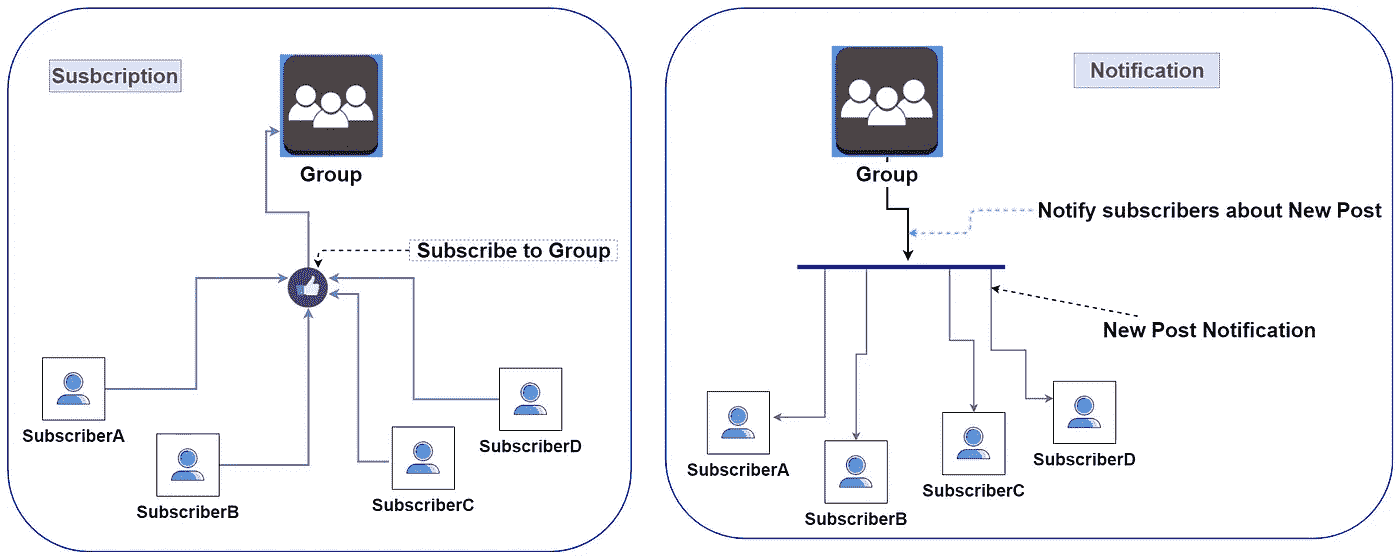 Susbcription
Group
Subscribe to Group
SubscriberA
SubscriberB
SubscriberC
SubscriberD
Notification
Group
Notify subscribers about New Post
New Post Notification
SubscriberA
SubscriberB
SubscriberC
SubscriberD